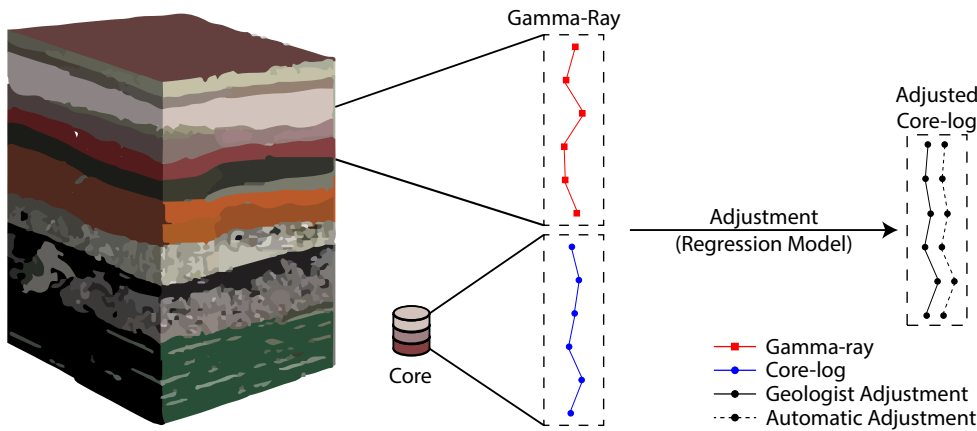 Gamma-Ray
Adjusted
Core-log
Adjustment
(Regression Model)
Core
Gamma-ray
Core-log
Geologist Adjustment
Automatic Adjustment